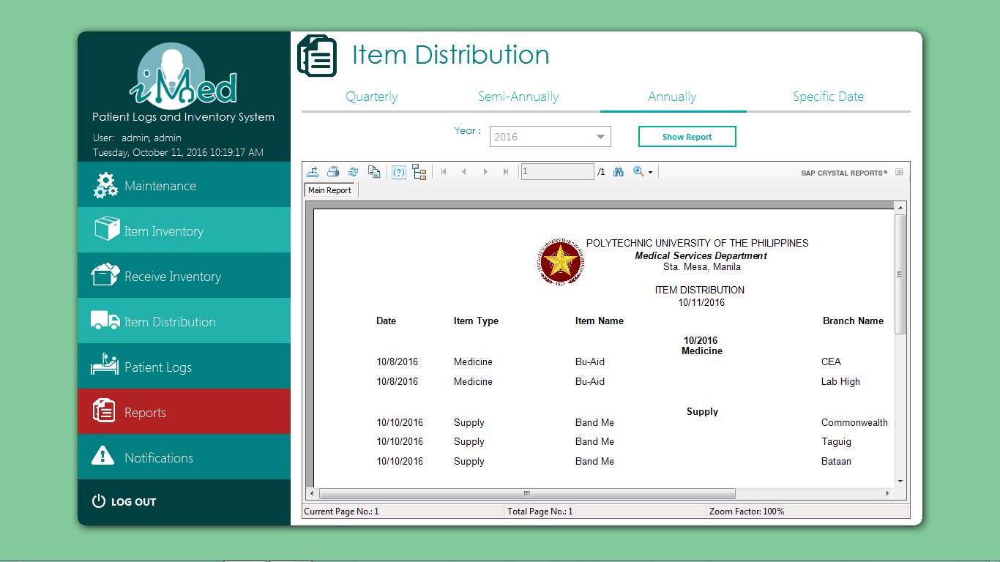 iMed
Patient Logs and Inventory System
User: admin, admin
Tuesday, October 11, 2016 10:19:17 AM
Maintenance
Item Inventory
Receive Inventory
Item Distribution
Patient Logs
Reports
Notifications
LOG OUT
Item Distribution
Quarterly Semi-Annually Annually Specific Date
Year : 2016 Show Report
1 /1 SAP CRYSTAL REPORTS®
Main Report
POLYTECHNIC UNIVERSITY OF THE PHILIPPINES
Medical Services Department
Sta. Mesa, Manila
1904
ITEM DISTRIBUTION
10/11/2016
Date Item Type Item Name Branch Name
10/2016
Medicine
10/8/2016 Medicine Bu-Aid CEA
10/8/2016 Medicine Bu-Aid Lab High
Supply
10/10/2016 Supply Band Me Commonwealth
10/10/2016 Supply Band Me Taguig
10/10/2016 Supply Band Me Bataan
Current Page No.: 1 Total Page No.: 1 Zoom Factor: 100%